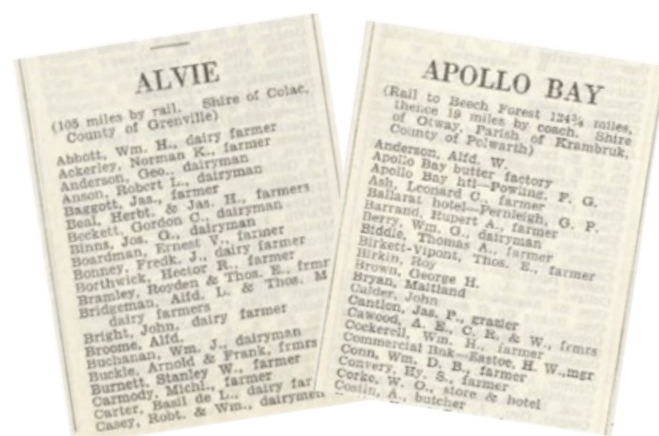 ALVIE
(105 miles by rail. Shire of Colac,
County of Grenville)
Abbott, Wm. H., dairy farmer
Ackerley, Norman K., farmer
Anderson, Geo., dairyman
Anson, Robert L., dairyman
Baggott, Jas., farmer
Beal, Herbt. & Jas. H., farmers
Beckett, Gordon C., dairyman
Binns, Jos. G., dairyman
Boardman, Ernest V., farmer
Bonney, Fredk. J., dairy farmer
Borthwick, Hector R., farmer
Bramley, Royden & Thos. E., frmr
Bridgeman, Alfd. L. & Thos. M
dairy farmers
Bright, John, dairy farmer
Broome, Alfd.
Buchanan, Wm. J., dairyman
Buckle, Arnold & Frank, frmrs
Burnett, Stanley W., farmer
Carmody, Michl., farmer
Carter, Basil de L., dairy far
Casey, Robt. & Wm., dairymen
APOLLO BAY
(Rail to Beech Forest 124¾ miles,
thence 19 miles by coach. Shire
of Otway, Parish of Krambruk,
County of Polwarth)
Anderson, Alfd. W.
Apollo Bay butter factory
Apollo Bay htl—Powling, F. G.
Ash, Leonard C., farmer
Ballarat hotel—Fernleigh, G. P.
Barrand, Rupert A., farmer
Berry, Wm. G., dairyman
Biddle, Thomas A., farmer
Birkett-Vipont, Thos. E., farmer
Birkin, Roy
Brown, George H.
Bryan, Maitland
Calder, John
Cantion, Jas. P., grazier
Cawood, A. E., C. R. & W., frmrs
Cockerell, Wm. H., farmer
Commercial Bnk—Eastoe, H. W.,mgr
Conn, Wm. D. B., farmer
Convery, Hy. S., farmer
Corke, W. O., store & hotel
Costin, A., butcher